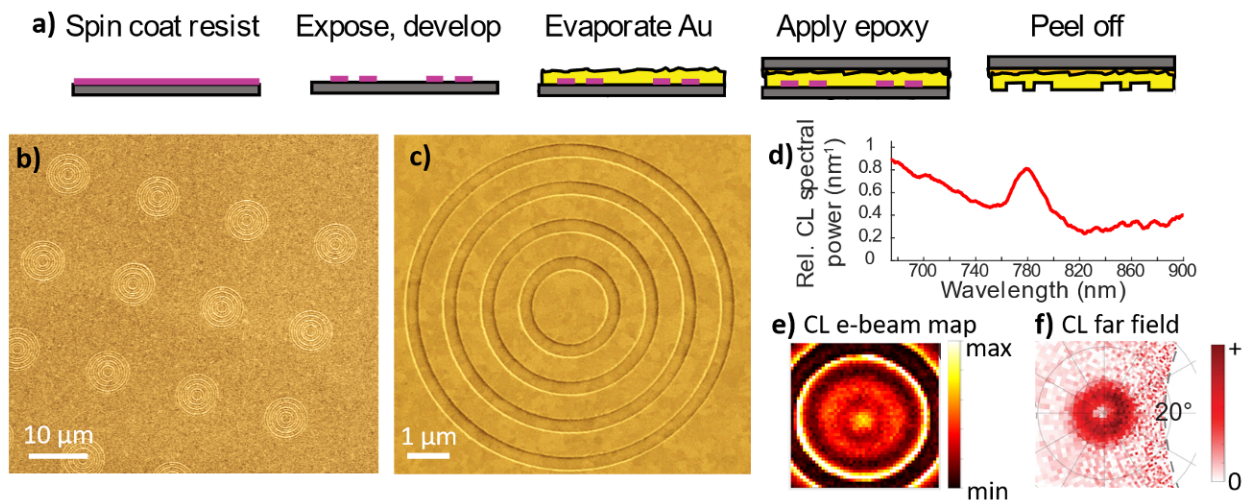 a) Spin coat resist
Expose, develop
Evaporate Au
Apply epoxy
Peel off
b)
10 µm
c)
1 µm
d)
Rel. CL spectral
power (nm⁻¹)
1
0.8
0.6
0.4
0.2
0
700
740
780
820
860
900
Wavelength (nm)
e) CL e-beam map
max
min
f) CL far field
20°
+
0